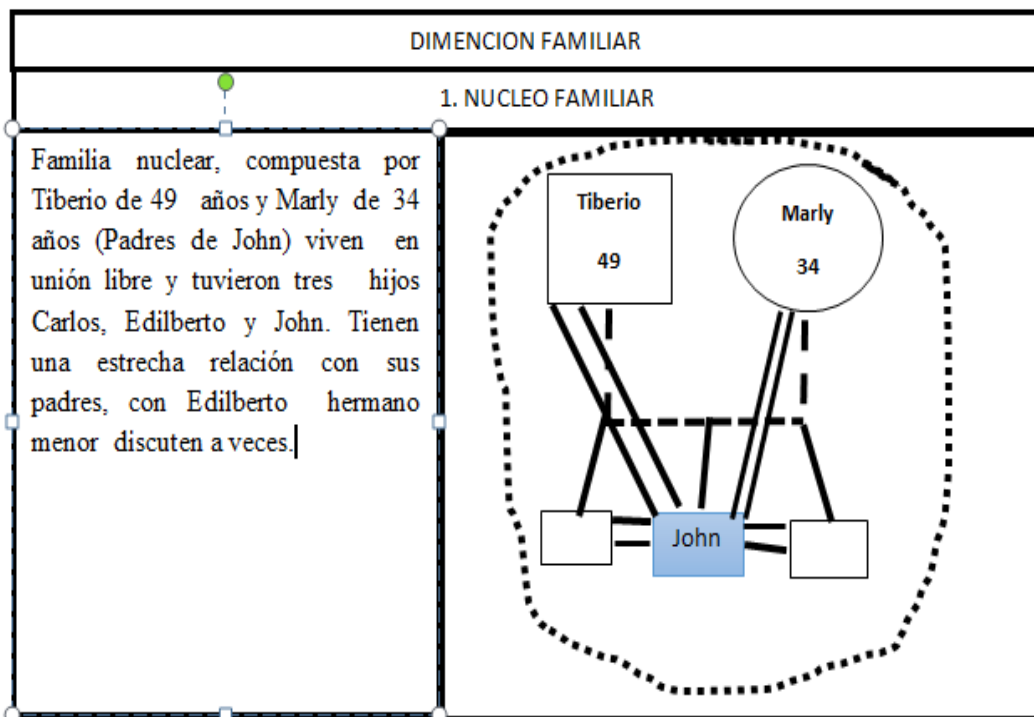 DIMENCION FAMILIAR
1. NUCLEO FAMILIAR
Familia nuclear, compuesta por
Tiberio de 49 años y Marly de 34
años (Padres de John) viven en
unión libre y tuvieron tres hijos
Carlos, Edilberto y John. Tienen
una estrecha relación con sus
padres, con Edilberto hermano
menor discuten a veces.
Tiberio
49
Marly
34
John